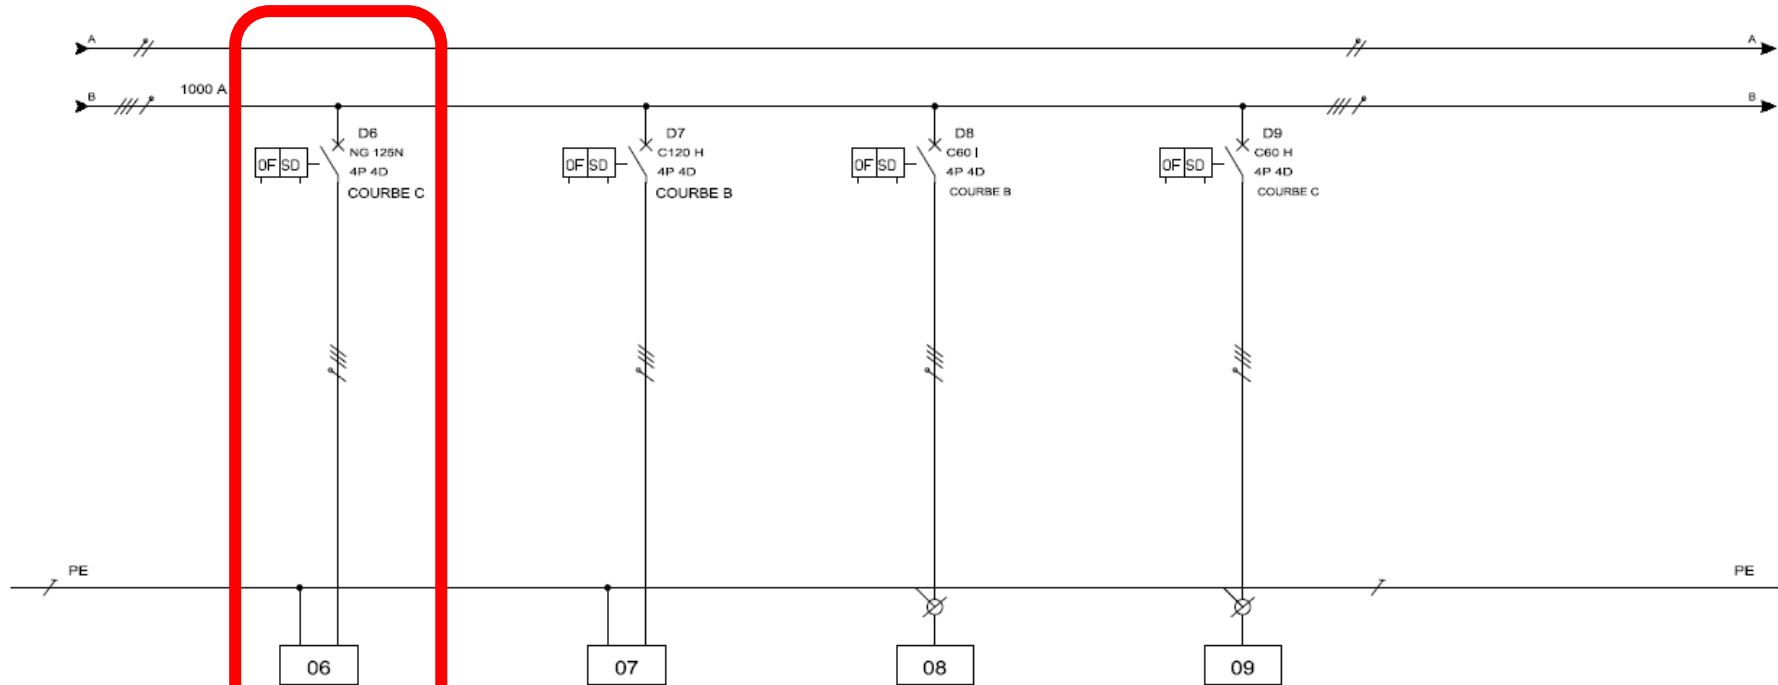 A
A
B
1000 A
B
D6
NG 125N
4P 4D
COURBE C
OF SD
D7
C120 H
4P 4D
COURBE B
OF SD
D8
C60 |
4P 4D
COURBE B
OF SD
D9
C60 H
4P 4D
COURBE C
OF SD
PE
PE
06
07
08
09